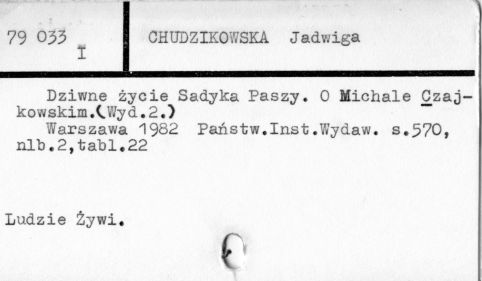 79 033
I
CHUDZIKOWSKA Jadwiga
Dziwne życie Sadyka Paszy. O Michale Czaj-
kowskim.(Wyd.2.)
Warszawa 1982 Państw.Inst.Wydaw. s.570,
nlb.2,tabl.22
Ludzie Żywi.